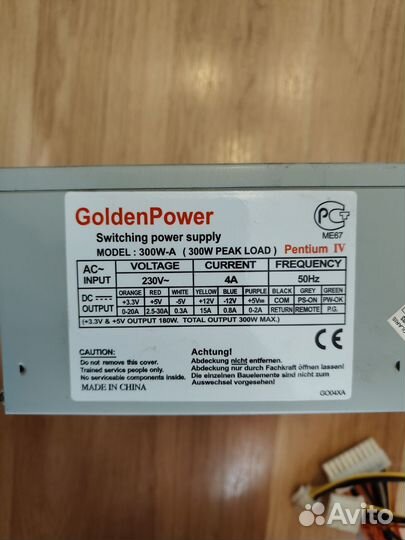 GoldenPower
Switching power supply
MODEL : 300W-A ( 300W PEAK LOAD ) Pentium IV
PCT
ME67
AC~ INPUT VOLTAGE CURRENT FREQUENCY
230V~ 4A 50Hz
DC OUTPUT ORANGE RED WHITE YELLOW BLUE PURPLE BLACK GREY GREEN
+3.3V +5V -5V +12V -12V +5V COM PS-ON PW-OK
0-20A 2.5-30A 0.3A 15A 0.8A 0-2A RETURN REMOTE P.G.
(+3.3V & +5V OUTPUT 180W. TOTAL OUTPUT 300W MAX.)
CAUTION:
Do not remove this cover.
Trained service people only.
No serviceable components inside.
MADE IN CHINA
Achtung!
Abdeckung nicht entfernen.
Abdeckung nur durch Fachkraft öffnen lassen!
Die einzelnen Bauelemente sind nicht zum
Auswechsel vorgesehen!
CE
GO04XA
Avito